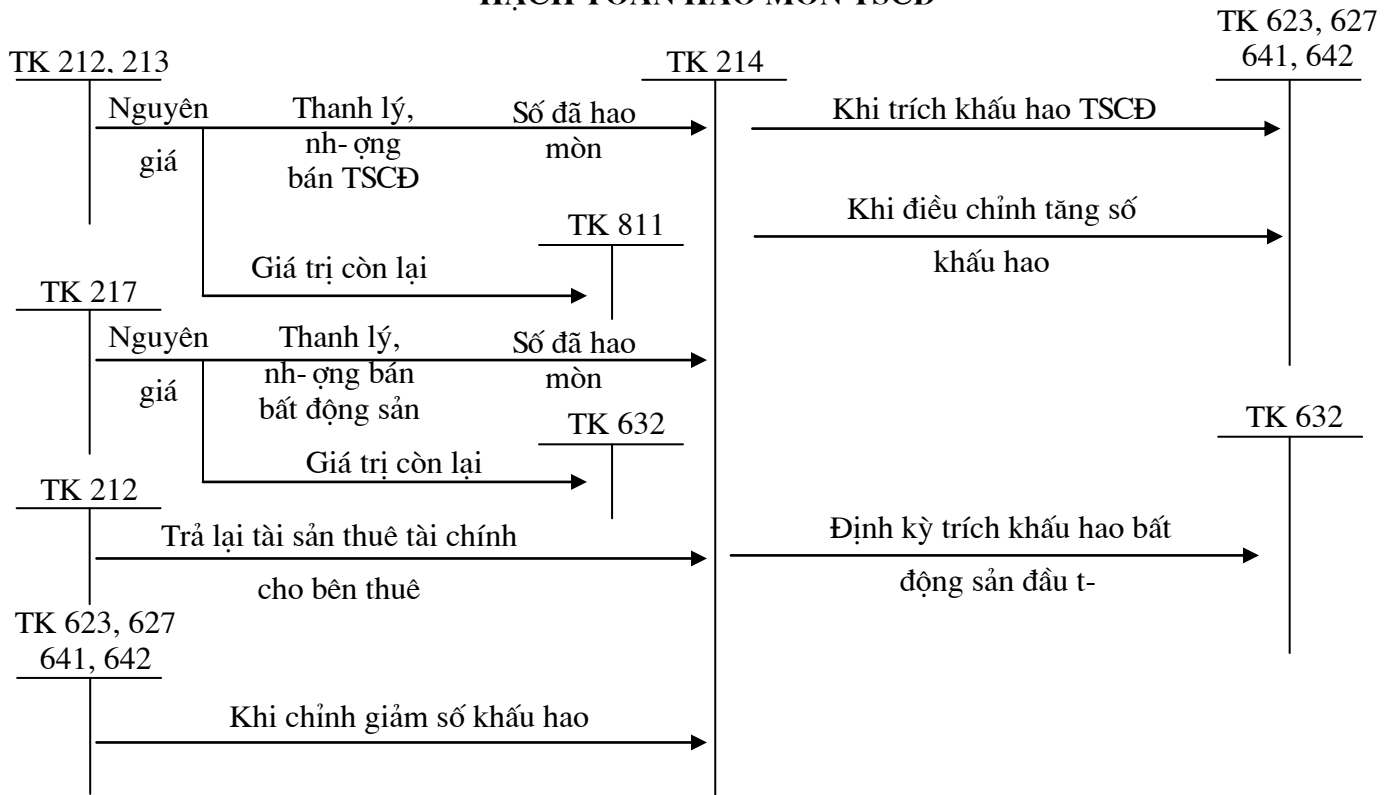 HẠCH TOÁN HAO MÒN TSCĐ
TK 623, 627
641, 642
TK 212, 213
TK 214
Nguyên
giá
Thanh lý,
nh- ợng
bán TSCĐ
Số đã hao
mòn
Khi trích khấu hao TSCĐ
TK 811
Giá trị còn lại
Khi điều chỉnh tăng số
khấu hao
TK 217
Nguyên
giá
Thanh lý,
nh- ợng bán
bất động sản
Số đã hao
mòn
TK 632
Giá trị còn lại
TK 632
TK 212
Trả lại tài sản thuê tài chính
cho bên thuê
Định kỳ trích khấu hao bất
động sản đầu t-
TK 623, 627
641, 642
Khi chỉnh giảm số khấu hao